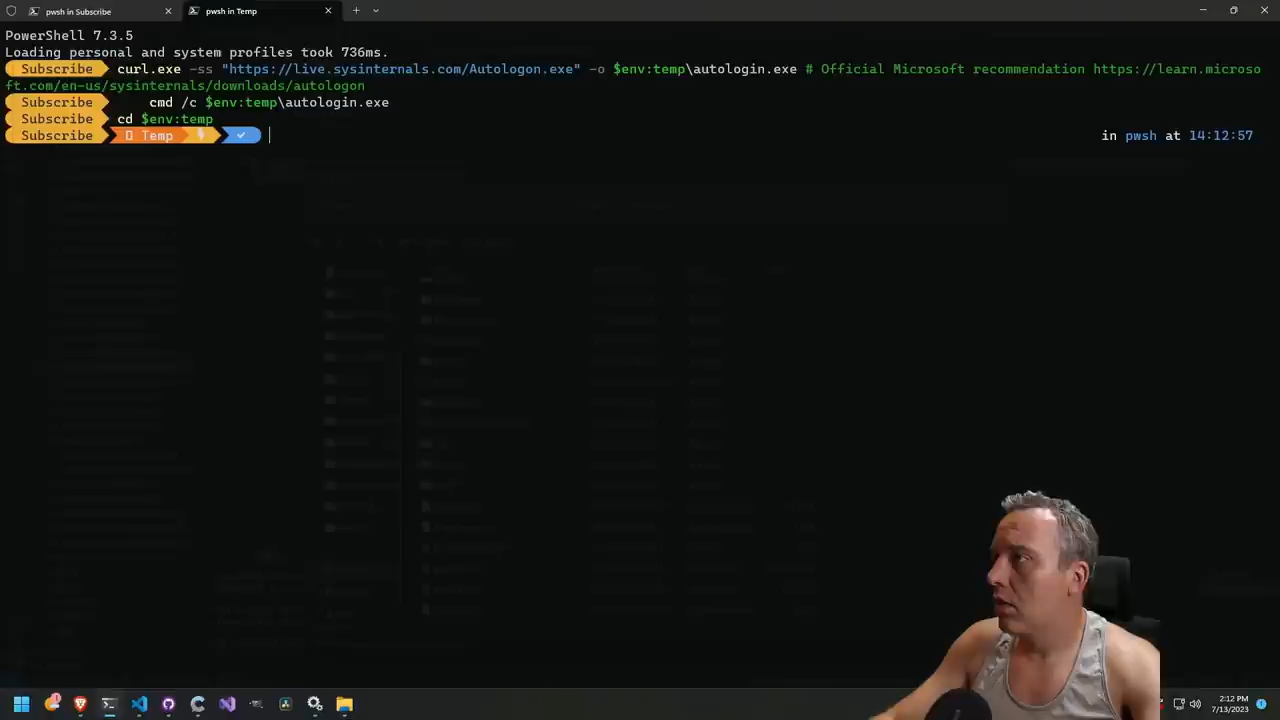 pwsh in Subscribe
pwsh in Temp
PowerShell 7.3.5
Loading personal and system profiles took 736ms.
Subscribe curl.exe -ss "https://live.sysinternals.com/Autologon.exe" -o $env:temp\autologin.exe # Official Microsoft recommendation https://learn.microso
ft.com/en-us/sysinternals/downloads/autologon
Subscribe cmd /c $env:temp\autologin.exe
Subscribe cd $env:temp
Subscribe Temp in pwsh at 14:12:57
2:12 PM
7/13/2023